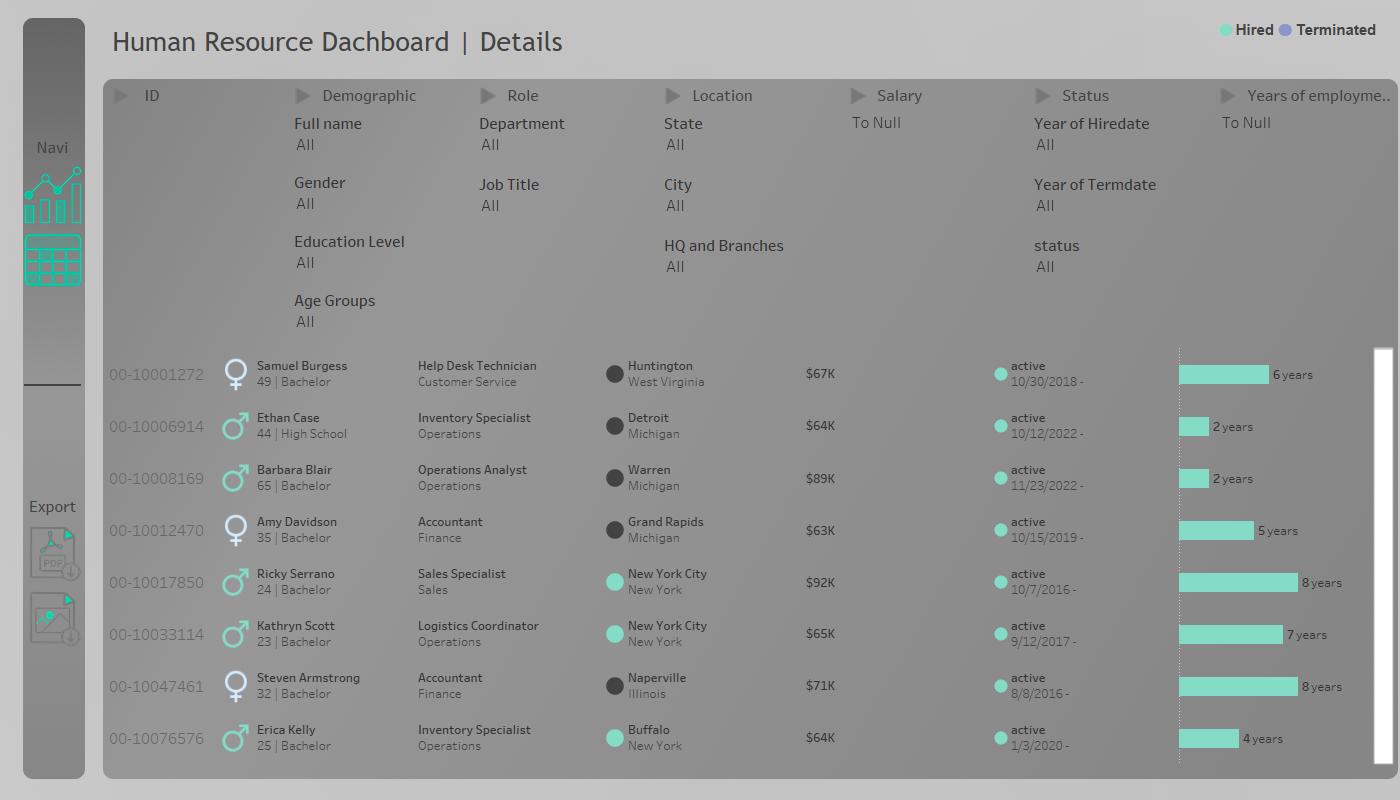 Human Resource Dachboard | Details
Hired Terminated
Navi
Export
PDF
ID Demographic Role Location Salary Status Years of employme..
Full name Department State To Null Year of Hiredate To Null
All All All All
Gender Job Title City Year of Termdate
All All All All
Education Level HQ and Branches status
All All All
Age Groups
All
00-10001272 Samuel Burgess Help Desk Technician Huntington $67K active 6 years
49 | Bachelor Customer Service West Virginia 10/30/2018 -
00-10006914 Ethan Case Inventory Specialist Detroit $64K active 2 years
44 | High School Operations Michigan 10/12/2022 -
00-10008169 Barbara Blair Operations Analyst Warren $89K active 2 years
65 | Bachelor Operations Michigan 11/23/2022 -
00-10012470 Amy Davidson Accountant Grand Rapids $63K active 5 years
35 | Bachelor Finance Michigan 10/15/2019 -
00-10017850 Ricky Serrano Sales Specialist New York City $92K active 8 years
24 | Bachelor Sales New York 10/7/2016 -
00-10033114 Kathryn Scott Logistics Coordinator New York City $65K active 7 years
23 | Bachelor Operations New York 9/12/2017 -
00-10047461 Steven Armstrong Accountant Naperville $71K active 8 years
32 | Bachelor Finance Illinois 8/8/2016 -
00-10076576 Erica Kelly Inventory Specialist Buffalo $64K active 4 years
25 | Bachelor Operations New York 1/3/2020 -